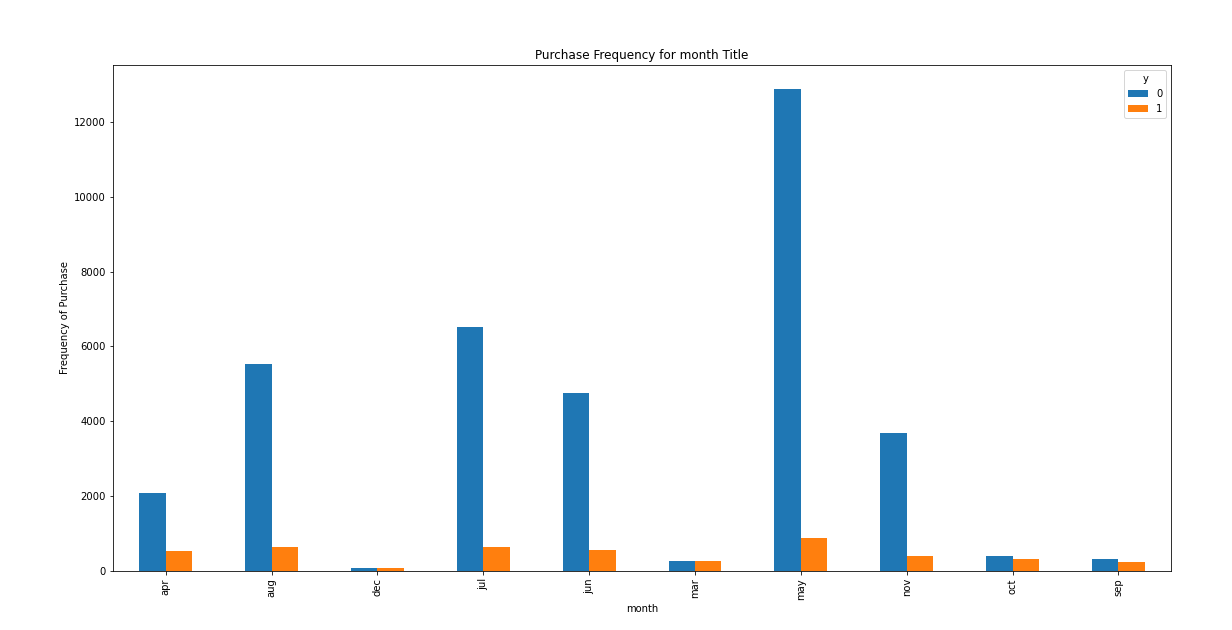 Purchase Frequency for month Title
y
0
1
12000
10000
8000
6000
4000
2000
0
Frequency of Purchase
apr
aug
dec
jul
jun
mar
may
nov
oct
sep
month